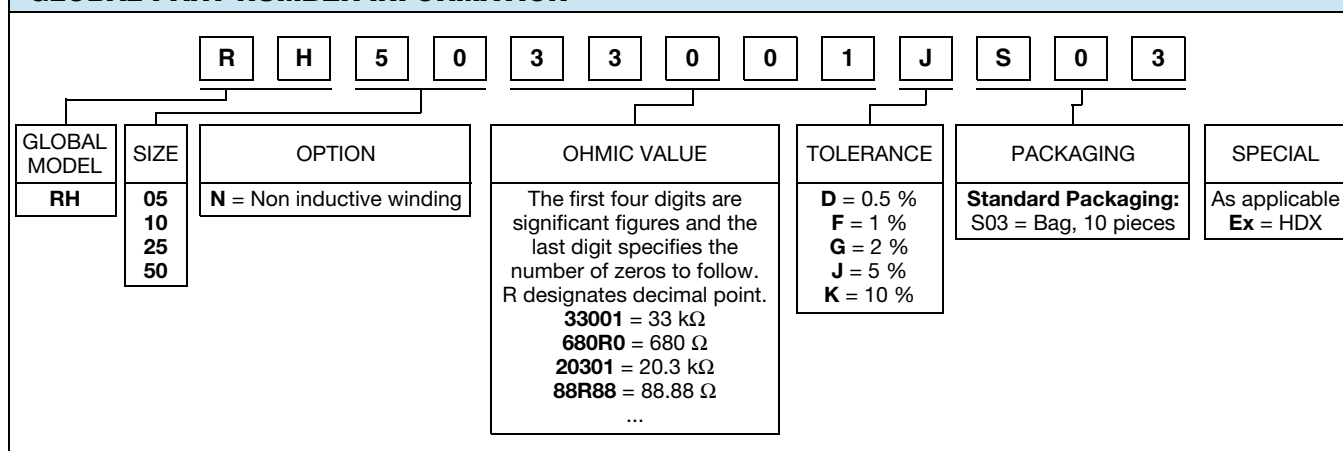 GLOBAL PART NUMBER INFORMATION
R H 5 0 3 3 0 0 1 J S 0 3
GLOBAL MODEL
RH
SIZE
05
10
25
50
OPTION
N = Non inductive winding
OHMIC VALUE
The first four digits are
significant figures and the
last digit specifies the
number of zeros to follow.
R designates decimal point.
33001 = 33 kΩ
680R0 = 680 Ω
20301 = 20.3 kΩ
88R88 = 88.88 Ω
...
TOLERANCE
D = 0.5 %
F = 1 %
G = 2 %
J = 5 %
K = 10 %
PACKAGING
Standard Packaging:
S03 = Bag, 10 pieces
SPECIAL
As applicable
Ex = HDX